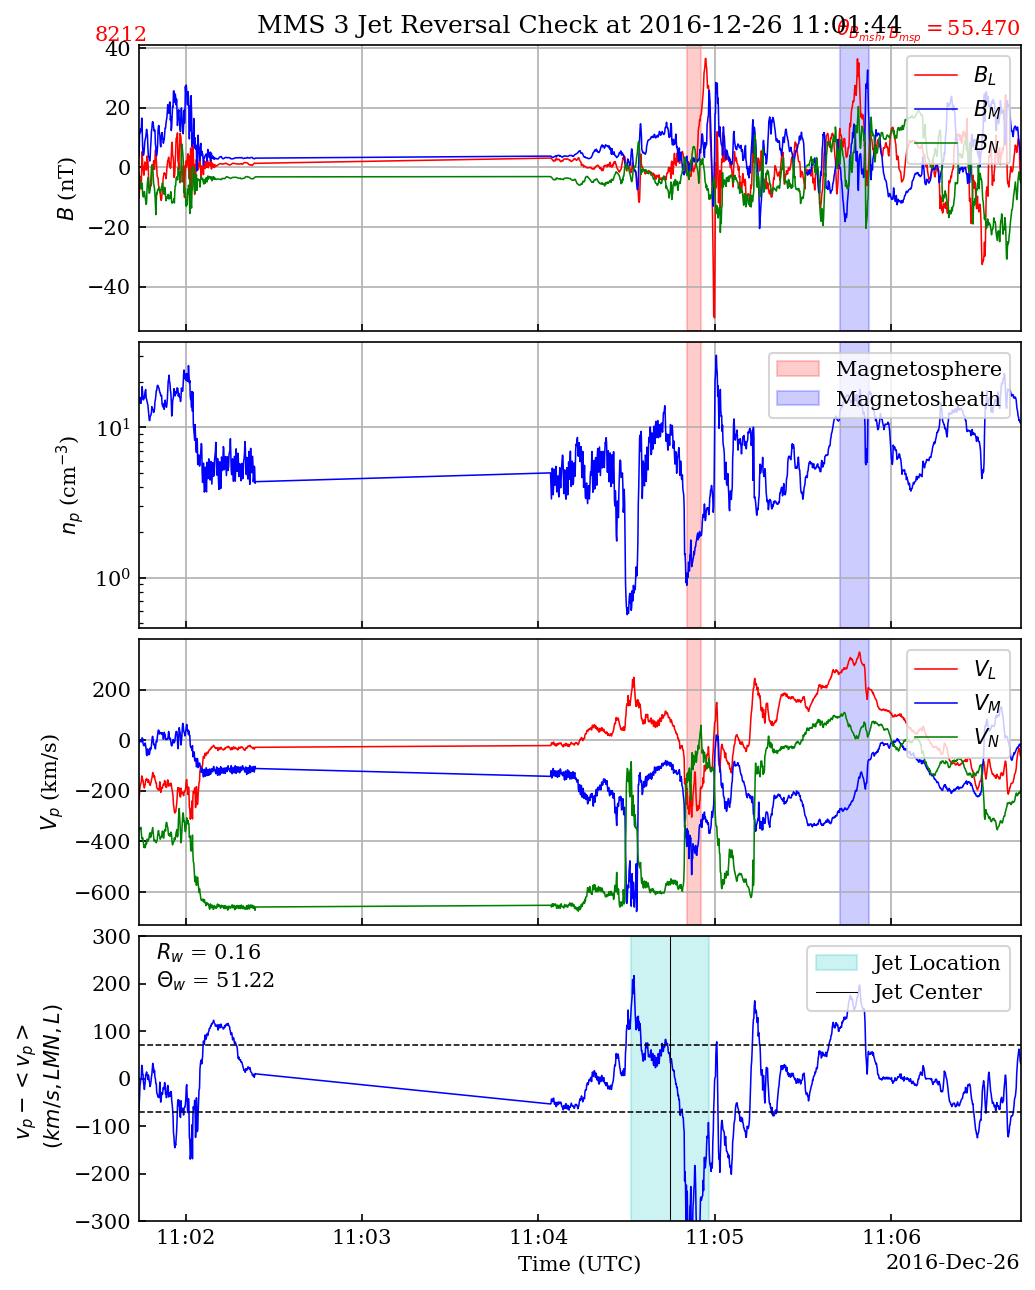 MMS 3 Jet Reversal Check at 2016-12-26 11:01:44
8212
θ_{B_{msh}, B_{msp}} = 55.470
40
20
0
−20
−40
B (nT)
B_L
B_M
B_N
10^1
10^0
n_p (cm^{−3})
Magnetosphere
Magnetosheath
200
0
−200
−400
−600
V_p (km/s)
V_L
V_M
V_N
300
200
100
0
−100
−200
−300
v_p − < v_p >
(km/s, LMN, L)
R_w = 0.16
Θ_w = 51.22
Jet Location
Jet Center
11:02
11:03
11:04
11:05
11:06
Time (UTC)
2016-Dec-26